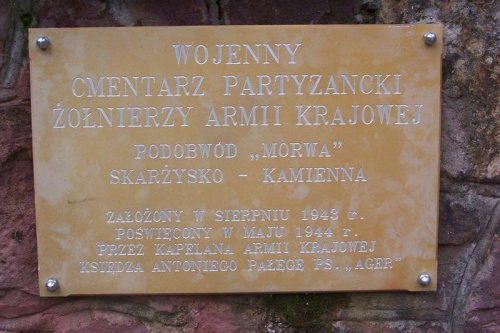 WOJENNY
CMENTARZ PARTYZANCKI
ŻOŁNIERZY ARMII KRAJOWEJ
PODOBWÓD „MORWA”
SKARŻYSKO - KAMIENNA
ZAŁOŻONY W SIERPNIU 1943 r.
POŚWIĘCONY W MAJU 1944 r.
PRZEZ KAPELANA ARMII KRAJOWEJ
KSIĘDZA ANTONIEGO PAŁĘGĘ PS. „AGER”